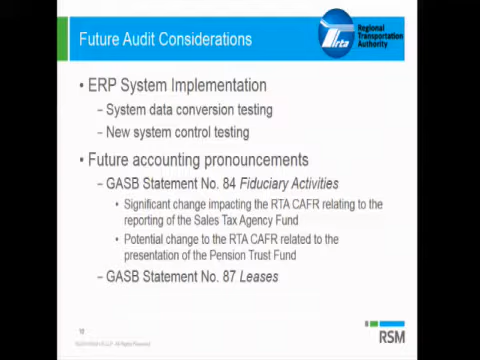 Future Audit Considerations
rta
Regional
Transportation
Authority
• ERP System Implementation
– System data conversion testing
– New system control testing
• Future accounting pronouncements
– GASB Statement No. 84 Fiduciary Activities
• Significant change impacting the RTA CAFR relating to the
reporting of the Sales Tax Agency Fund
• Potential change to the RTA CAFR related to the
presentation of the Pension Trust Fund
– GASB Statement No. 87 Leases
RSM